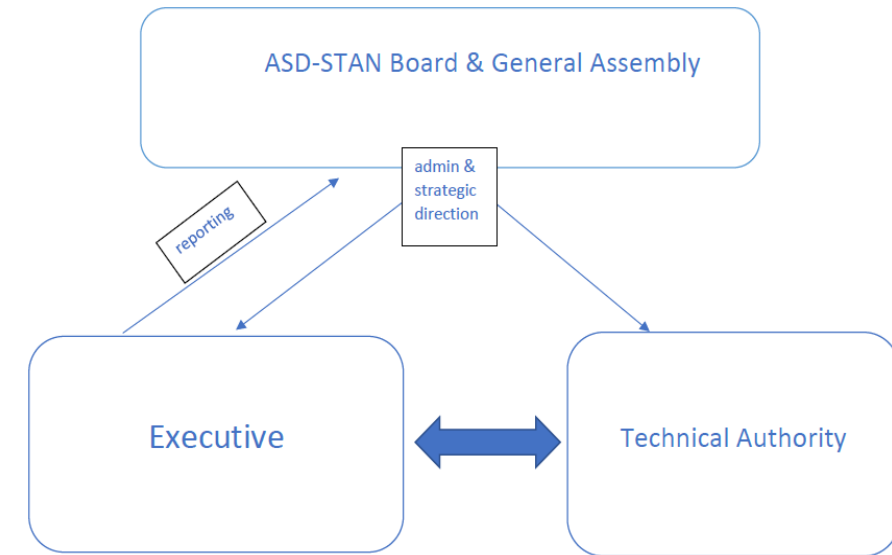 ASD-STAN Board & General Assembly
admin &
strategic
direction
reporting
Executive
Technical Authority